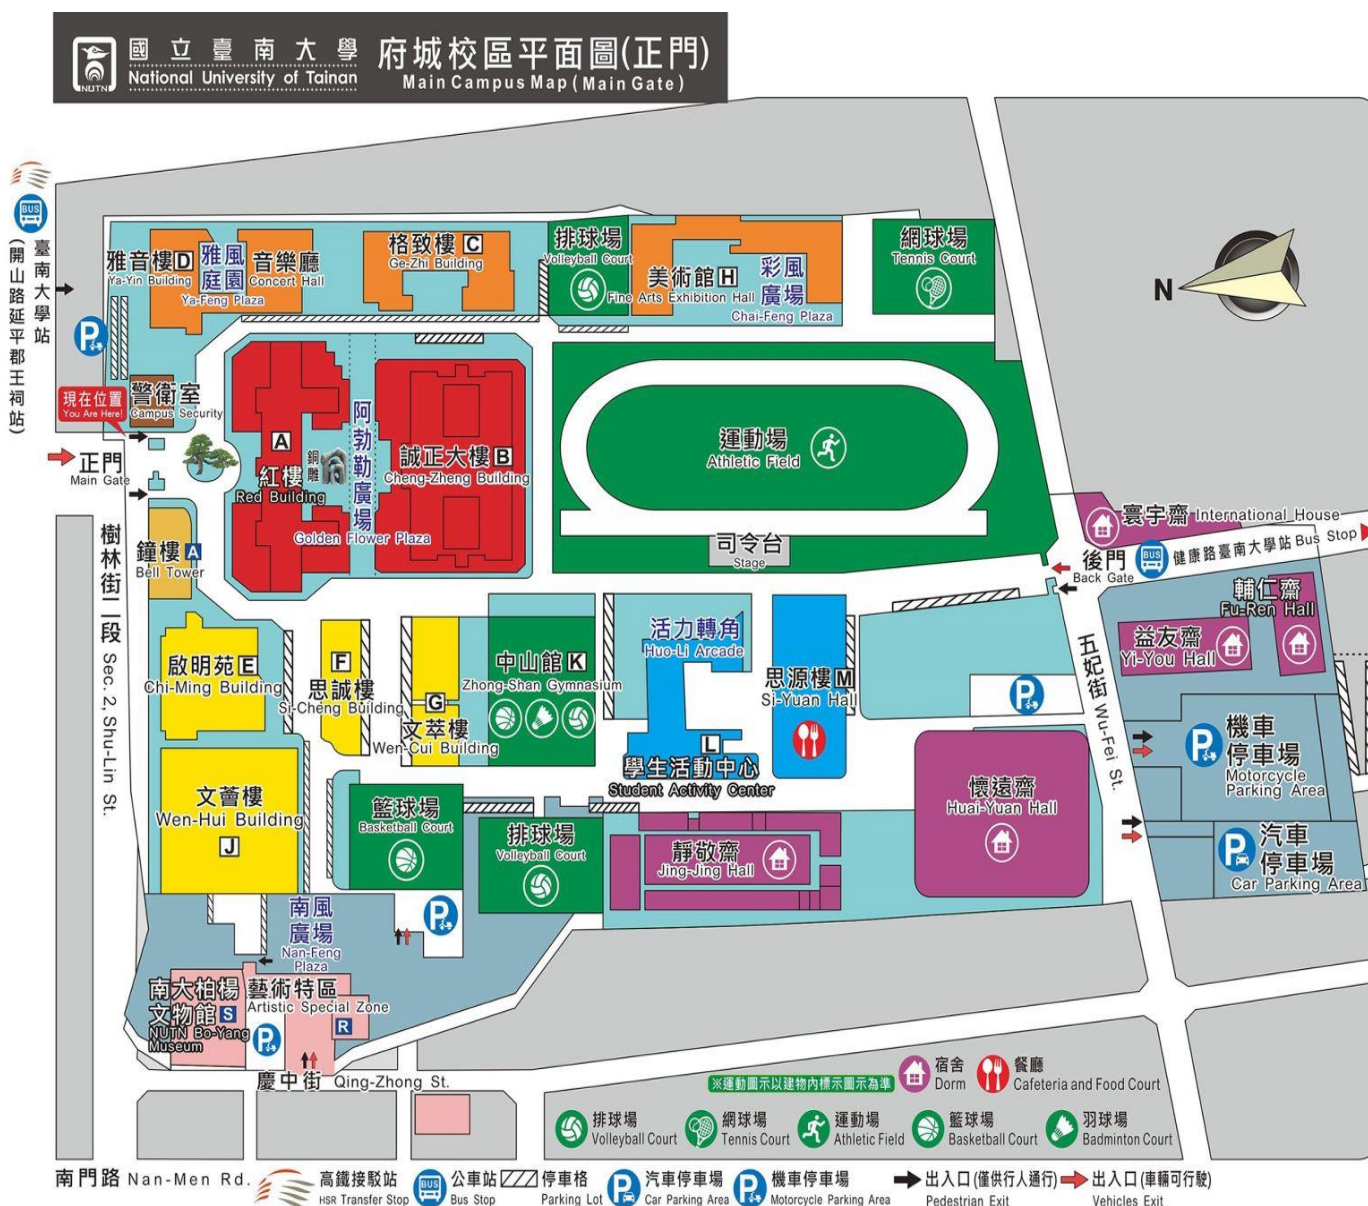 國立臺南大學
National University of Tainan
NUTN
府城校區平面圖(正門)
Main Campus Map (Main Gate)
BUS
臺南大學站
(開山路延平郡王祠站)
雅音樓 D
Ya-Yin Building
雅風庭園
Ya-Feng Plaza
音樂廳
Concert Hall
格致樓 C
Ge-Zhi Building
排球場
Volleyball Court
美術館 H
Fine Arts Exhibition Hall
彩風廣場
Chai-Feng Plaza
網球場
Tennis Court
N
P
現在位置
You Are Here!
警衛室
Campus Security
正門
Main Gate
A
紅樓
Red Building
銅雕
阿勃勒廣場
Golden Flower Plaza
誠正大樓 B
Cheng-Zheng Building
運動場
Athletic Field
司令台
Stage
寰宇齋 International House
後門
Back Gate
BUS
健康路臺南大學站 Bus Stop
鐘樓 A
Bell Tower
樹林街二段 Sec. 2, Shu-Lin St.
啟明苑 E
Chi-Ming Building
F
思誠樓
Si-Cheng Building
G
文萃樓
Wen-Cui Building
中山館 K
Zhong-Shan Gymnasium
活力轉角
Huo-Li Arcade
L
學生活動中心
Student Activity Center
思源樓 M
Si-Yuan Hall
P
五妃街 Wu-Fei St.
輔仁齋
Fu-Ren Hall
益友齋
Yi-You Hall
P
機車
停車場
Motorcycle
Parking Area
P
汽車
停車場
Car Parking Area
文薈樓
Wen-Hui Building
J
籃球場
Basketball Court
排球場
Volleyball Court
靜敬齋
Jing-Jing Hall
懷遠齋
Huai-Yuan Hall
P
南風
廣場
Nan-Feng
Plaza
南大柏楊
文物館 S
NUTN Bo-Yang
Museum
藝術特區
Artistic Special Zone
R
P
慶中街 Qing-Zhong St.
※運動圖示以建物內標示圖示為準
宿舍
Dorm
餐廳
Cafeteria and Food Court
排球場
Volleyball Court
網球場
Tennis Court
運動場
Athletic Field
籃球場
Basketball Court
羽球場
Badminton Court
南門路 Nan-Men Rd.
高鐵接駁站
HSR Transfer Stop
BUS
公車站
Bus Stop
停車格
Parking Lot
P
汽車停車場
Car Parking Area
P
機車停車場
Motorcycle Parking Area
出入口(僅供行人通行)
Pedestrian Exit
出入口(車輛可行駛)
Vehicles Exit